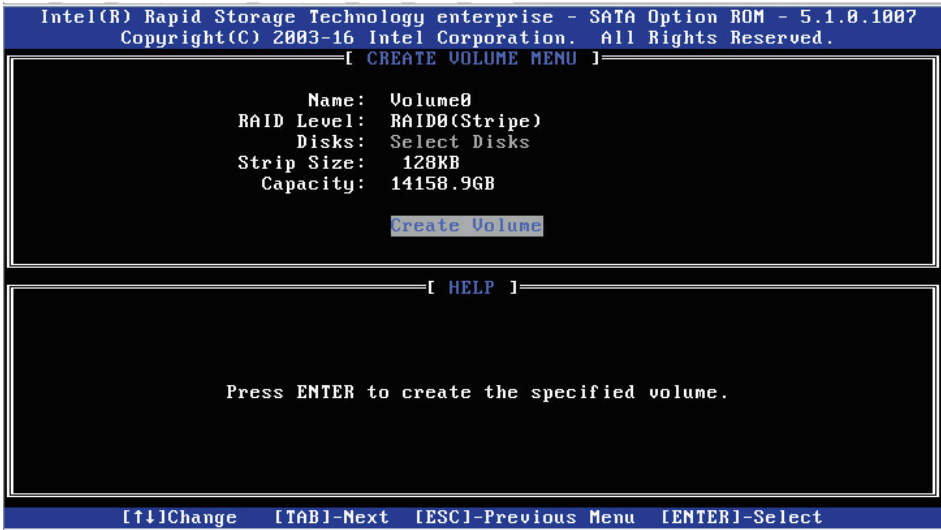 Intel(R) Rapid Storage Technology enterprise - SATA Option ROM - 5.1.0.1007
Copyright(C) 2003-16 Intel Corporation.  All Rights Reserved.
[ CREATE VOLUME MENU ]
Name: Volume0
RAID Level: RAID0(Stripe)
Disks: Select Disks
Strip Size: 128KB
Capacity: 14158.9GB
Create Volume
[ HELP ]
Press ENTER to create the specified volume.
[↑↓]Change [TAB]-Next [ESC]-Previous Menu [ENTER]-Select